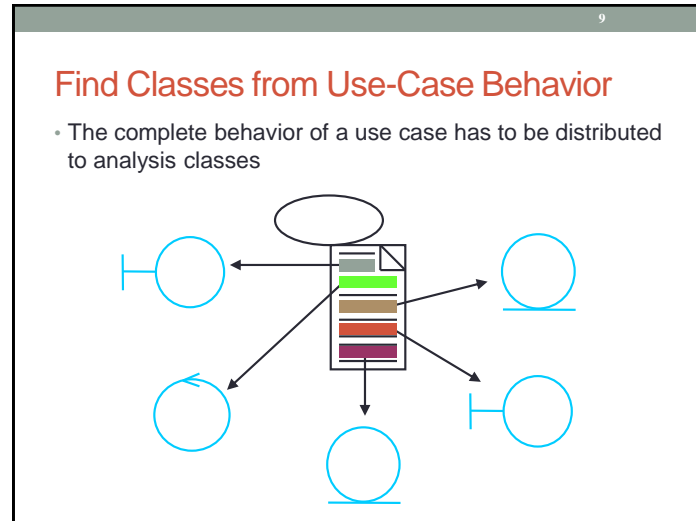 9
Find Classes from Use-Case Behavior
• The complete behavior of a use case has to be distributed
to analysis classes